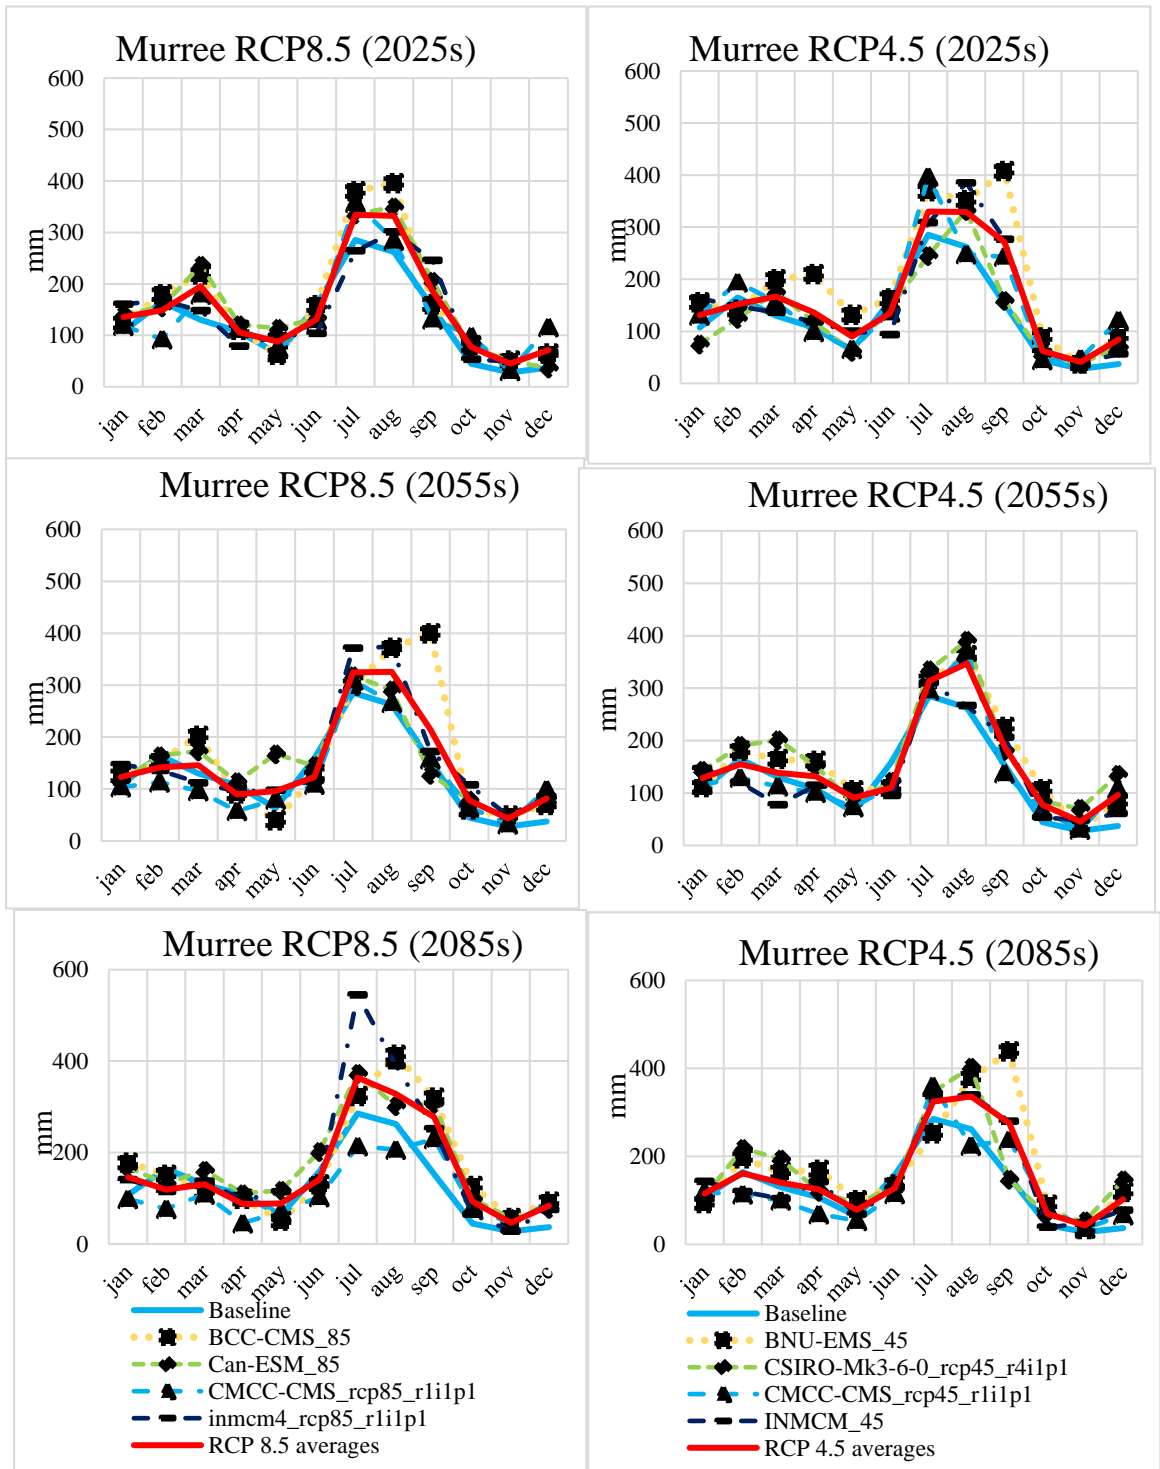 Murree RCP8.5 (2025s)
600
500
400
300
200
100
0
mm
jan feb mar apr may jun jul aug sep oct nov dec
Murree RCP4.5 (2025s)
600
500
400
300
200
100
0
mm
jan feb mar apr may jun jul aug sep oct nov dec
Murree RCP8.5 (2055s)
600
500
400
300
200
100
0
mm
jan feb mar apr may jun jul aug sep oct nov dec
Murree RCP4.5 (2055s)
600
500
400
300
200
100
0
mm
jan feb mar apr may jun jul aug sep oct nov dec
Murree RCP8.5 (2085s)
600
400
200
0
mm
jan feb mar apr may jun jul aug sep oct nov dec
Baseline
BCC-CMS_85
Can-ESM_85
CMCC-CMS_rcp85_r1i1p1
inmcm4_rcp85_r1i1p1
RCP 8.5 averages
Murree RCP4.5 (2085s)
600
400
200
0
mm
jan feb mar apr may jun jul aug sep oct nov dec
Baseline
BNU-EMS_45
CSIRO-Mk3-6-0_rcp45_r4i1p1
CMCC-CMS_rcp45_r1i1p1
INMCM_45
RCP 4.5 averages